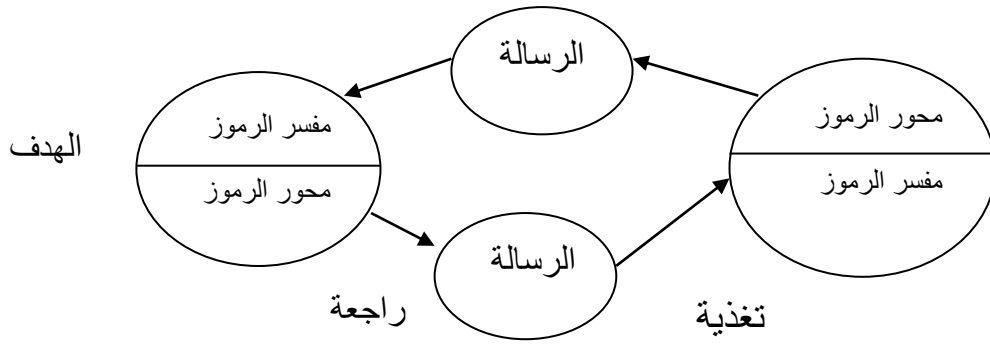 الرسالة
محور الرموز
مفسر الرموز
مفسر الرموز
محور الرموز
الهدف
الرسالة
تغذية
راجعة